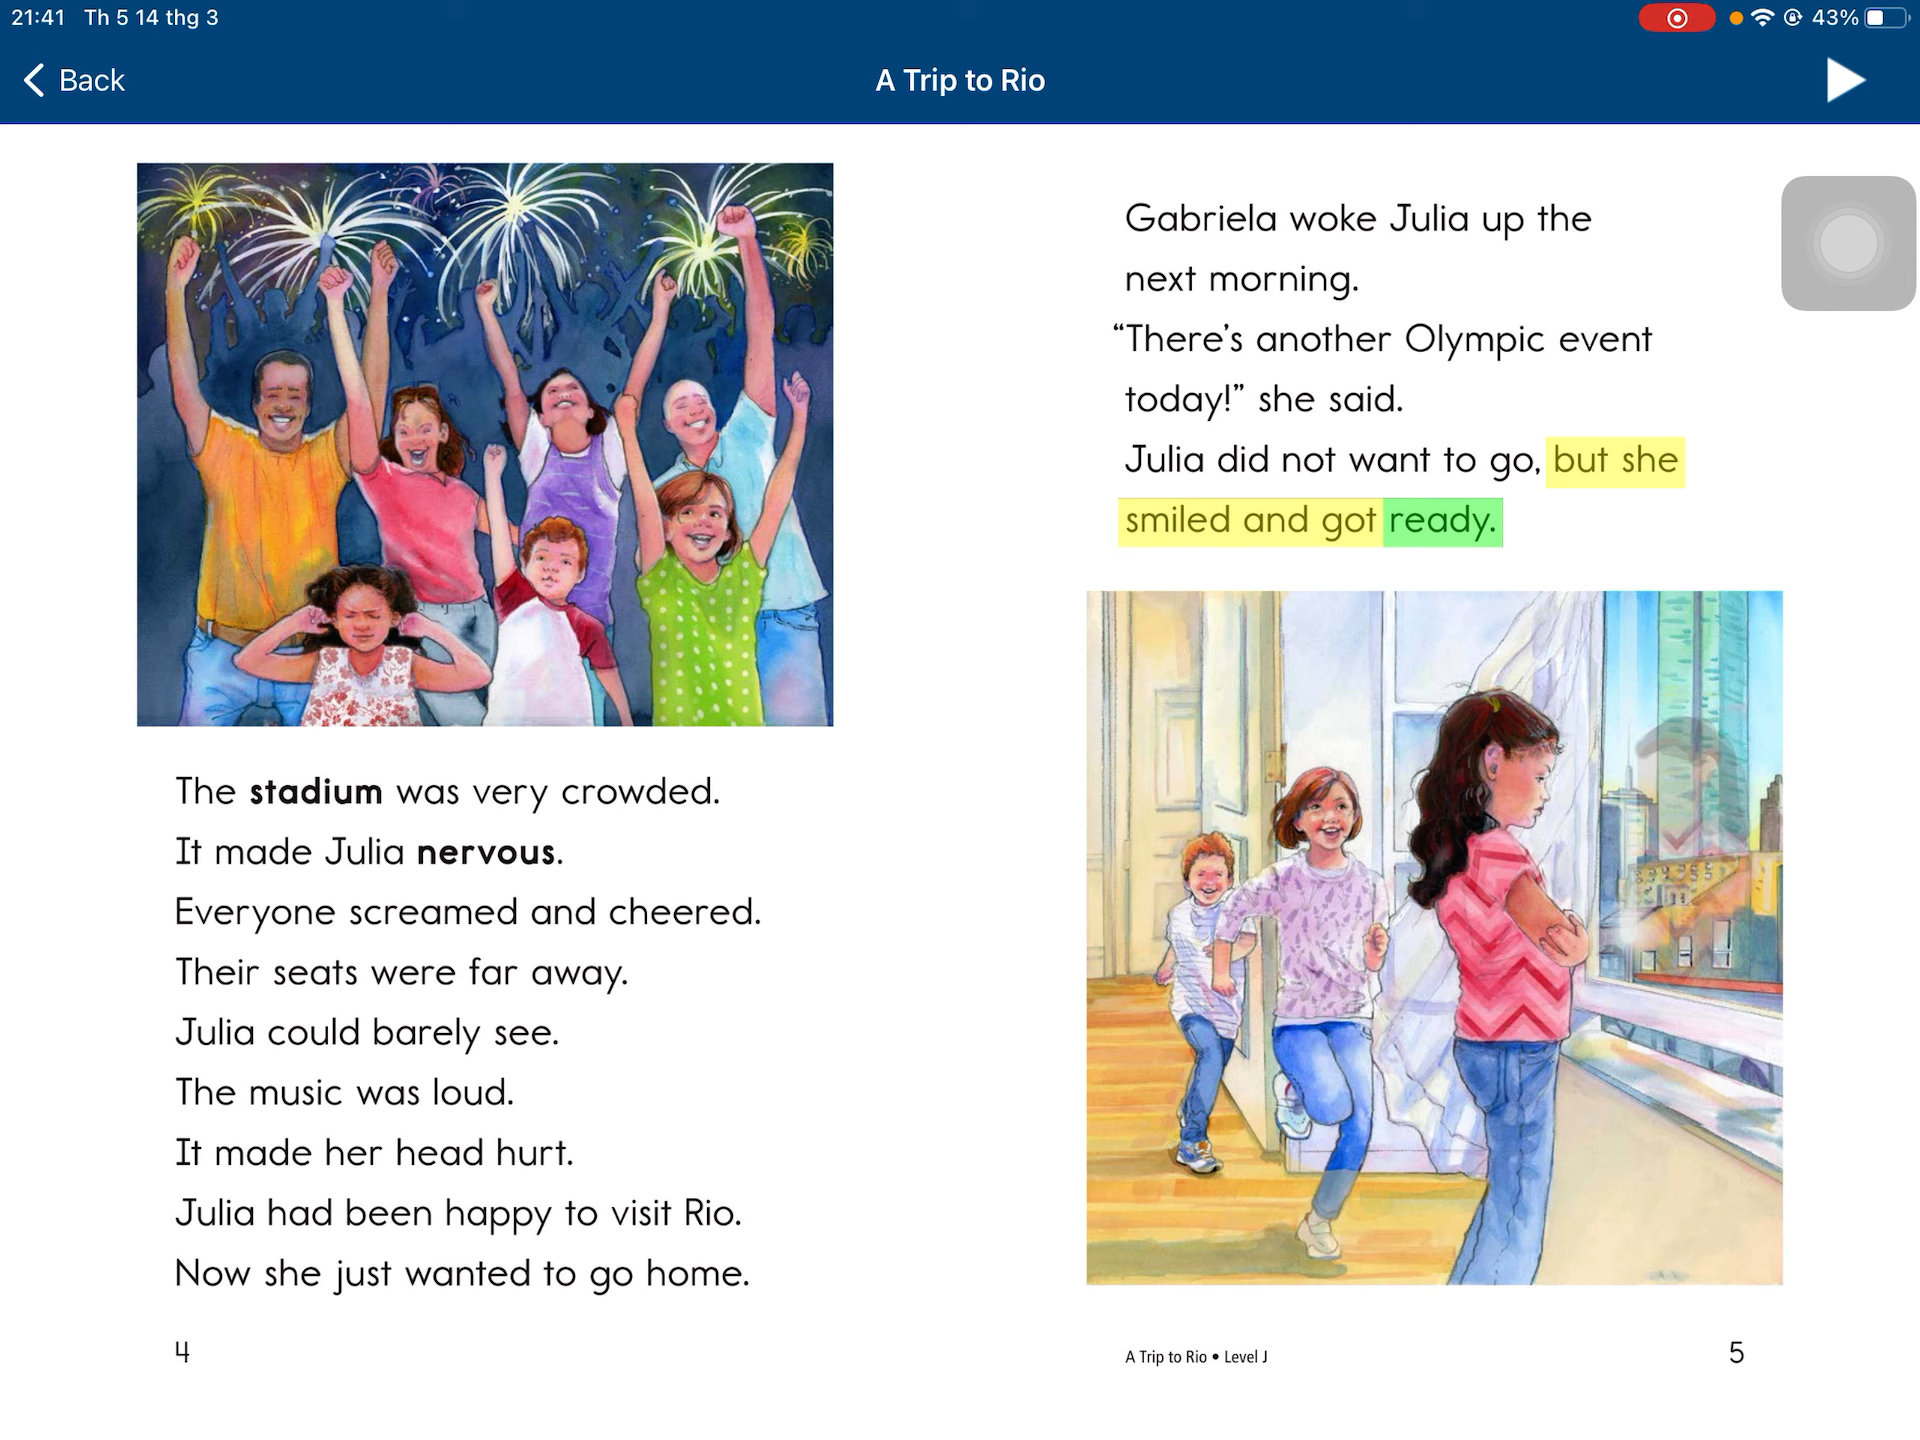 21:41 Th 5 14 thg 3
43%
Back
A Trip to Rio
The stadium was very crowded.
It made Julia nervous.
Everyone screamed and cheered.
Their seats were far away.
Julia could barely see.
The music was loud.
It made her head hurt.
Julia had been happy to visit Rio.
Now she just wanted to go home.
4
Gabriela woke Julia up the
next morning.
“There’s another Olympic event
today!” she said.
Julia did not want to go, but she
smiled and got ready.
A Trip to Rio • Level J
5